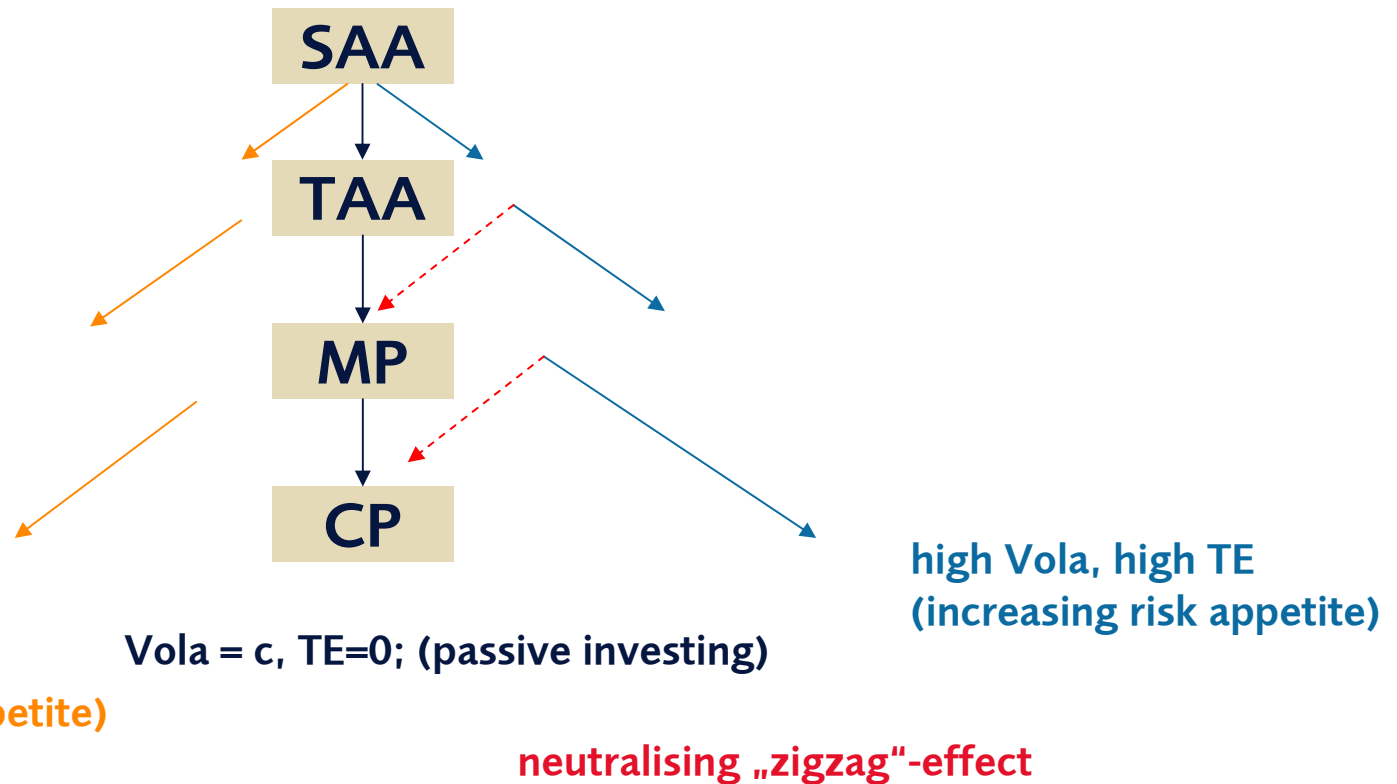 SAA
TAA
MP
CP
high Vola, high TE
(increasing risk appetite)
Vola = c, TE=0; (passive investing)
petite)
neutralising „zigzag“-effect